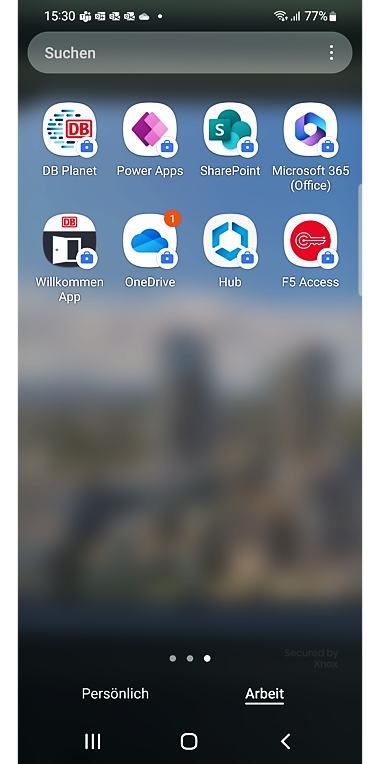 15:30
77%
Suchen
DB
DB Planet
Power Apps
S
SharePoint
Microsoft 365
(Office)
DB
1
Willkommen
App
OneDrive
Hub
F5 Access
Secured by
Knox
Persönlich
Arbeit